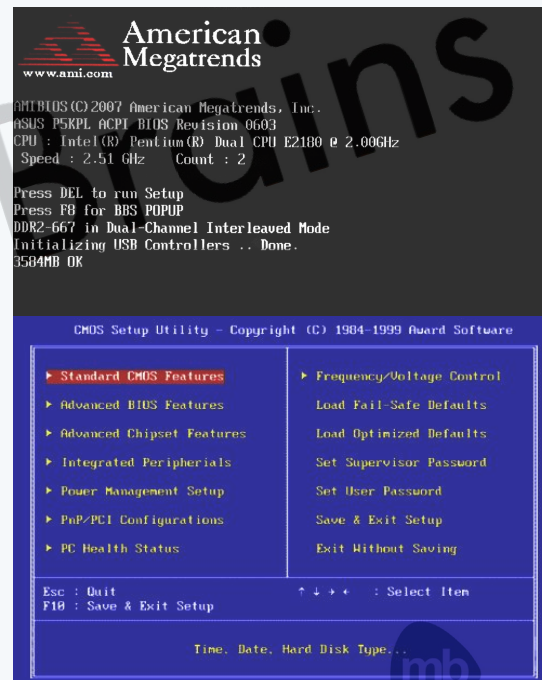 American
Megatrends
www.ami.com
AMIBIOS(C)2007 American Megatrends, Inc.
ASUS P5KPL ACPI BIOS Revision 0603
CPU : Intel(R) Pentium(R) Dual CPU E2180 @ 2.00GHz
Speed : 2.51 GHz Count : 2
Press DEL to run Setup
Press F8 for BBS POPUP
DDR2-667 in Dual-Channel Interleaved Mode
Initializing USB Controllers .. Done.
3584MB OK
Brains
CMOS Setup Utility - Copyright (C) 1984-1999 Award Software
Standard CMOS Features
Advanced BIOS Features
Advanced Chipset Features
Integrated Peripherials
Power Management Setup
PnP/PCI Configurations
PC Health Status
Frequency/Voltage Control
Load Fail-Safe Defaults
Load Optimized Defaults
Set Supervisor Password
Set User Password
Save & Exit Setup
Exit Without Saving
Esc : Quit
F10 : Save & Exit Setup
↑ ↓ → ← : Select Item
Time, Date, Hard Disk Type...
mb